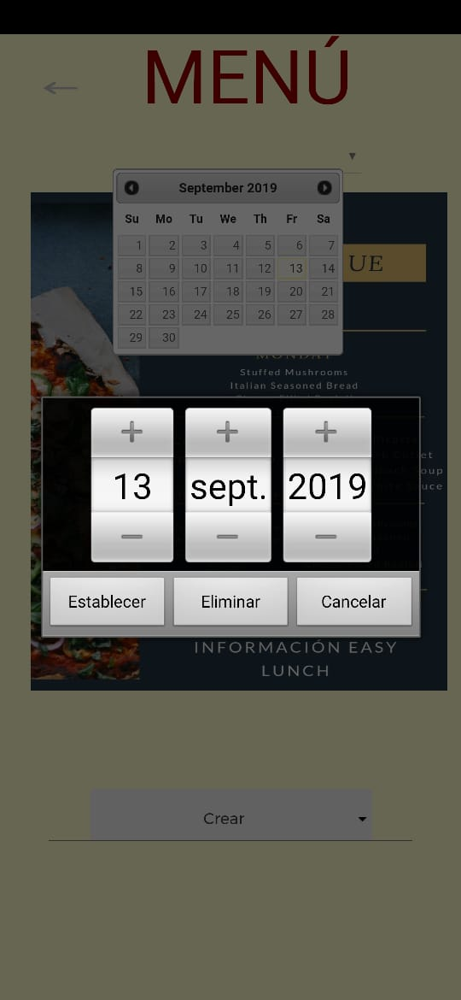 MENÚ
September 2019
Su Mo Tu We Th Fr Sa
1 2 3 4 5 6 7
8 9 10 11 12 13 14
15 16 17 18 19 20 21
22 23 24 25 26 27 28
29 30
UE
MONDAY
Stuffed Mushrooms
Italian Seasoned Bread
13 sept. 2019
Establecer Eliminar Cancelar
INFORMACIÓN EASY
LUNCH
Crear